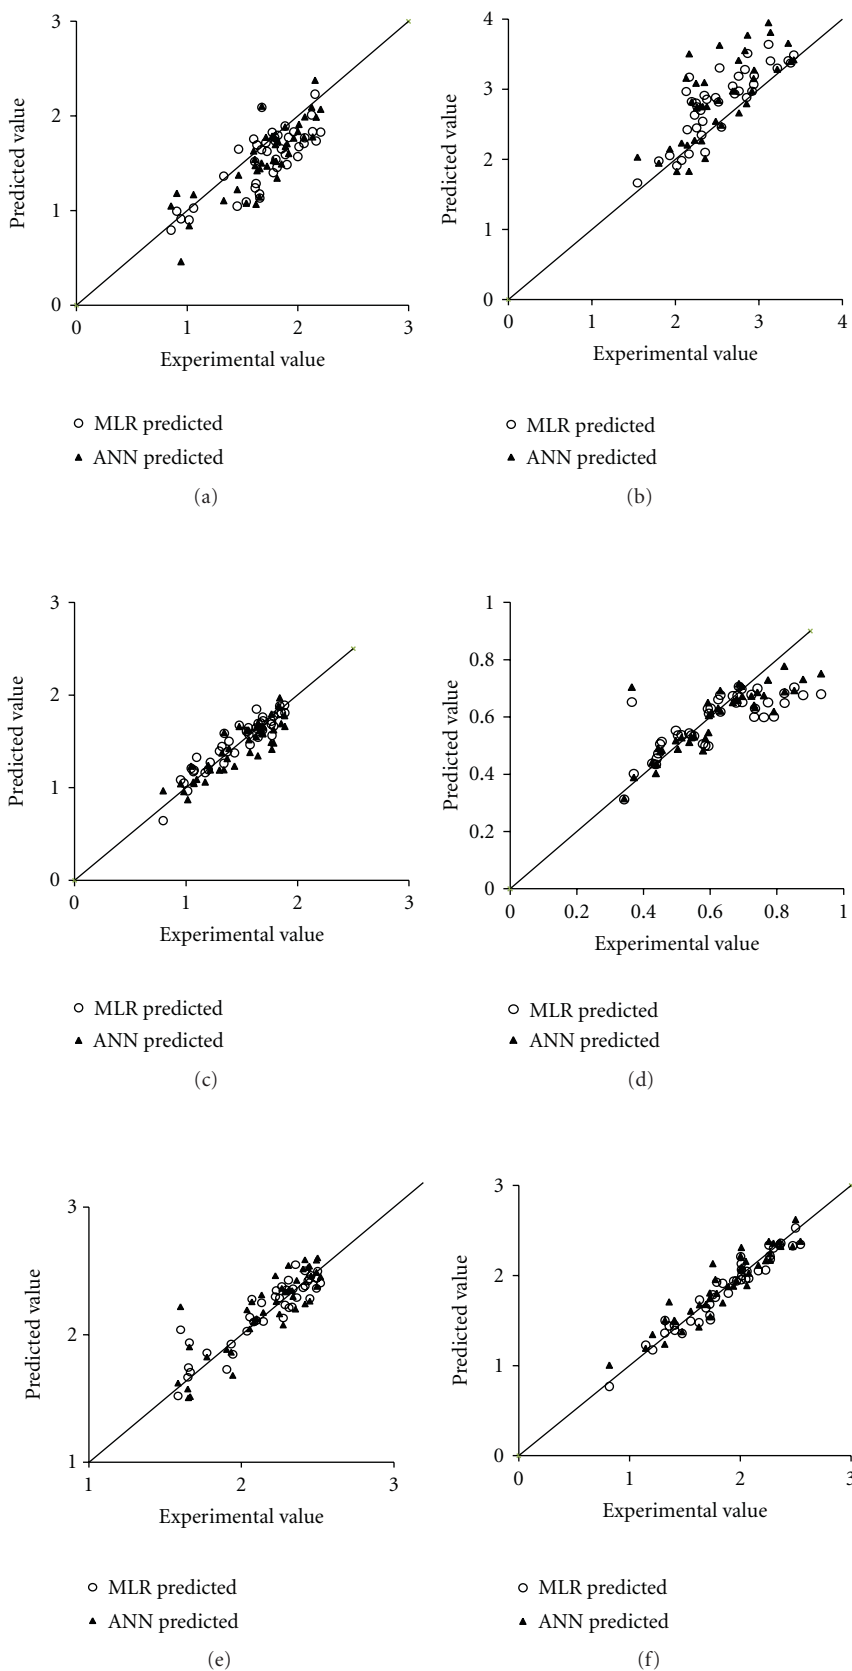 3
2
1
0
0 1 2 3
Predicted value
Experimental value
MLR predicted
ANN predicted
(a)
4
3
2
1
0
0 1 2 3 4
Predicted value
Experimental value
MLR predicted
ANN predicted
(b)
3
2
1
0
0 1 2 3
Predicted value
Experimental value
MLR predicted
ANN predicted
(c)
1
0.8
0.6
0.4
0.2
0
0 0.2 0.4 0.6 0.8 1
Predicted value
Experimental value
MLR predicted
ANN predicted
(d)
3
2
1
1 2 3
Predicted value
Experimental value
MLR predicted
ANN predicted
(e)
3
2
1
0
0 1 2 3
Predicted value
Experimental value
MLR predicted
ANN predicted
(f)